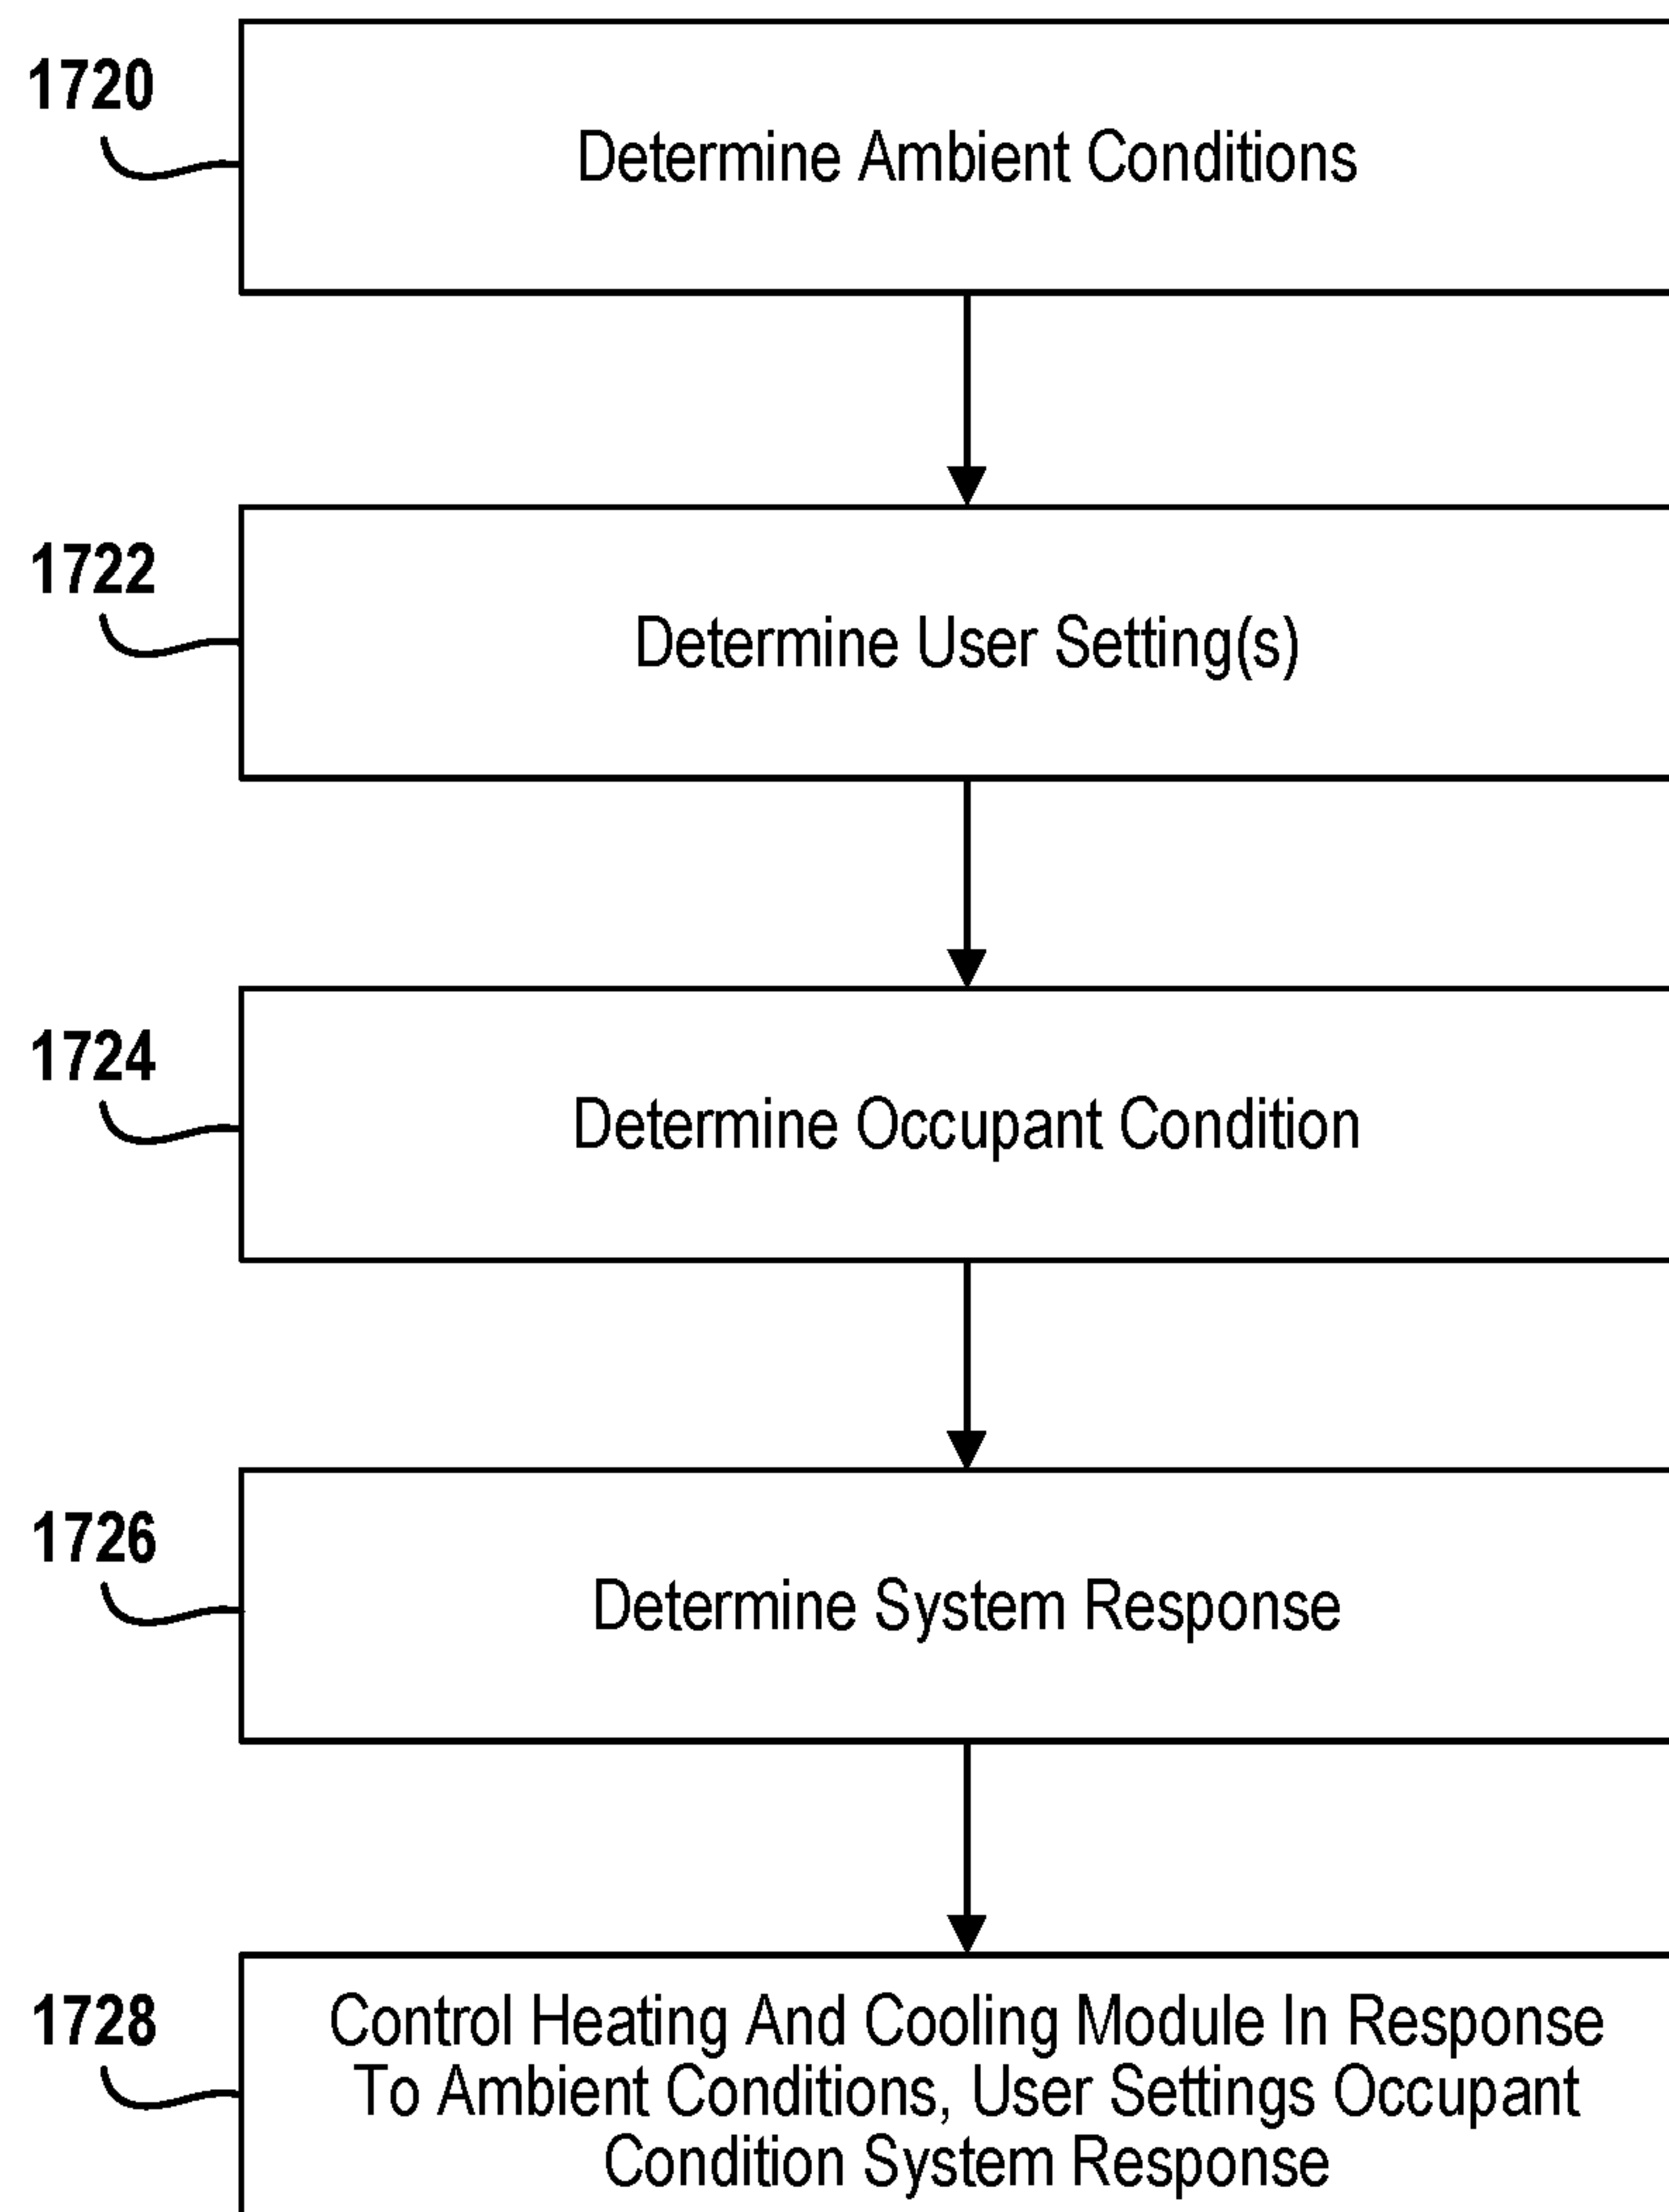 1720
Determine Ambient Conditions
1722
Determine User Setting(s)
1724
Determine Occupant Condition
1726
Determine System Response
1728
Control Heating And Cooling Module In Response
To Ambient Conditions, User Settings Occupant
Condition System Response